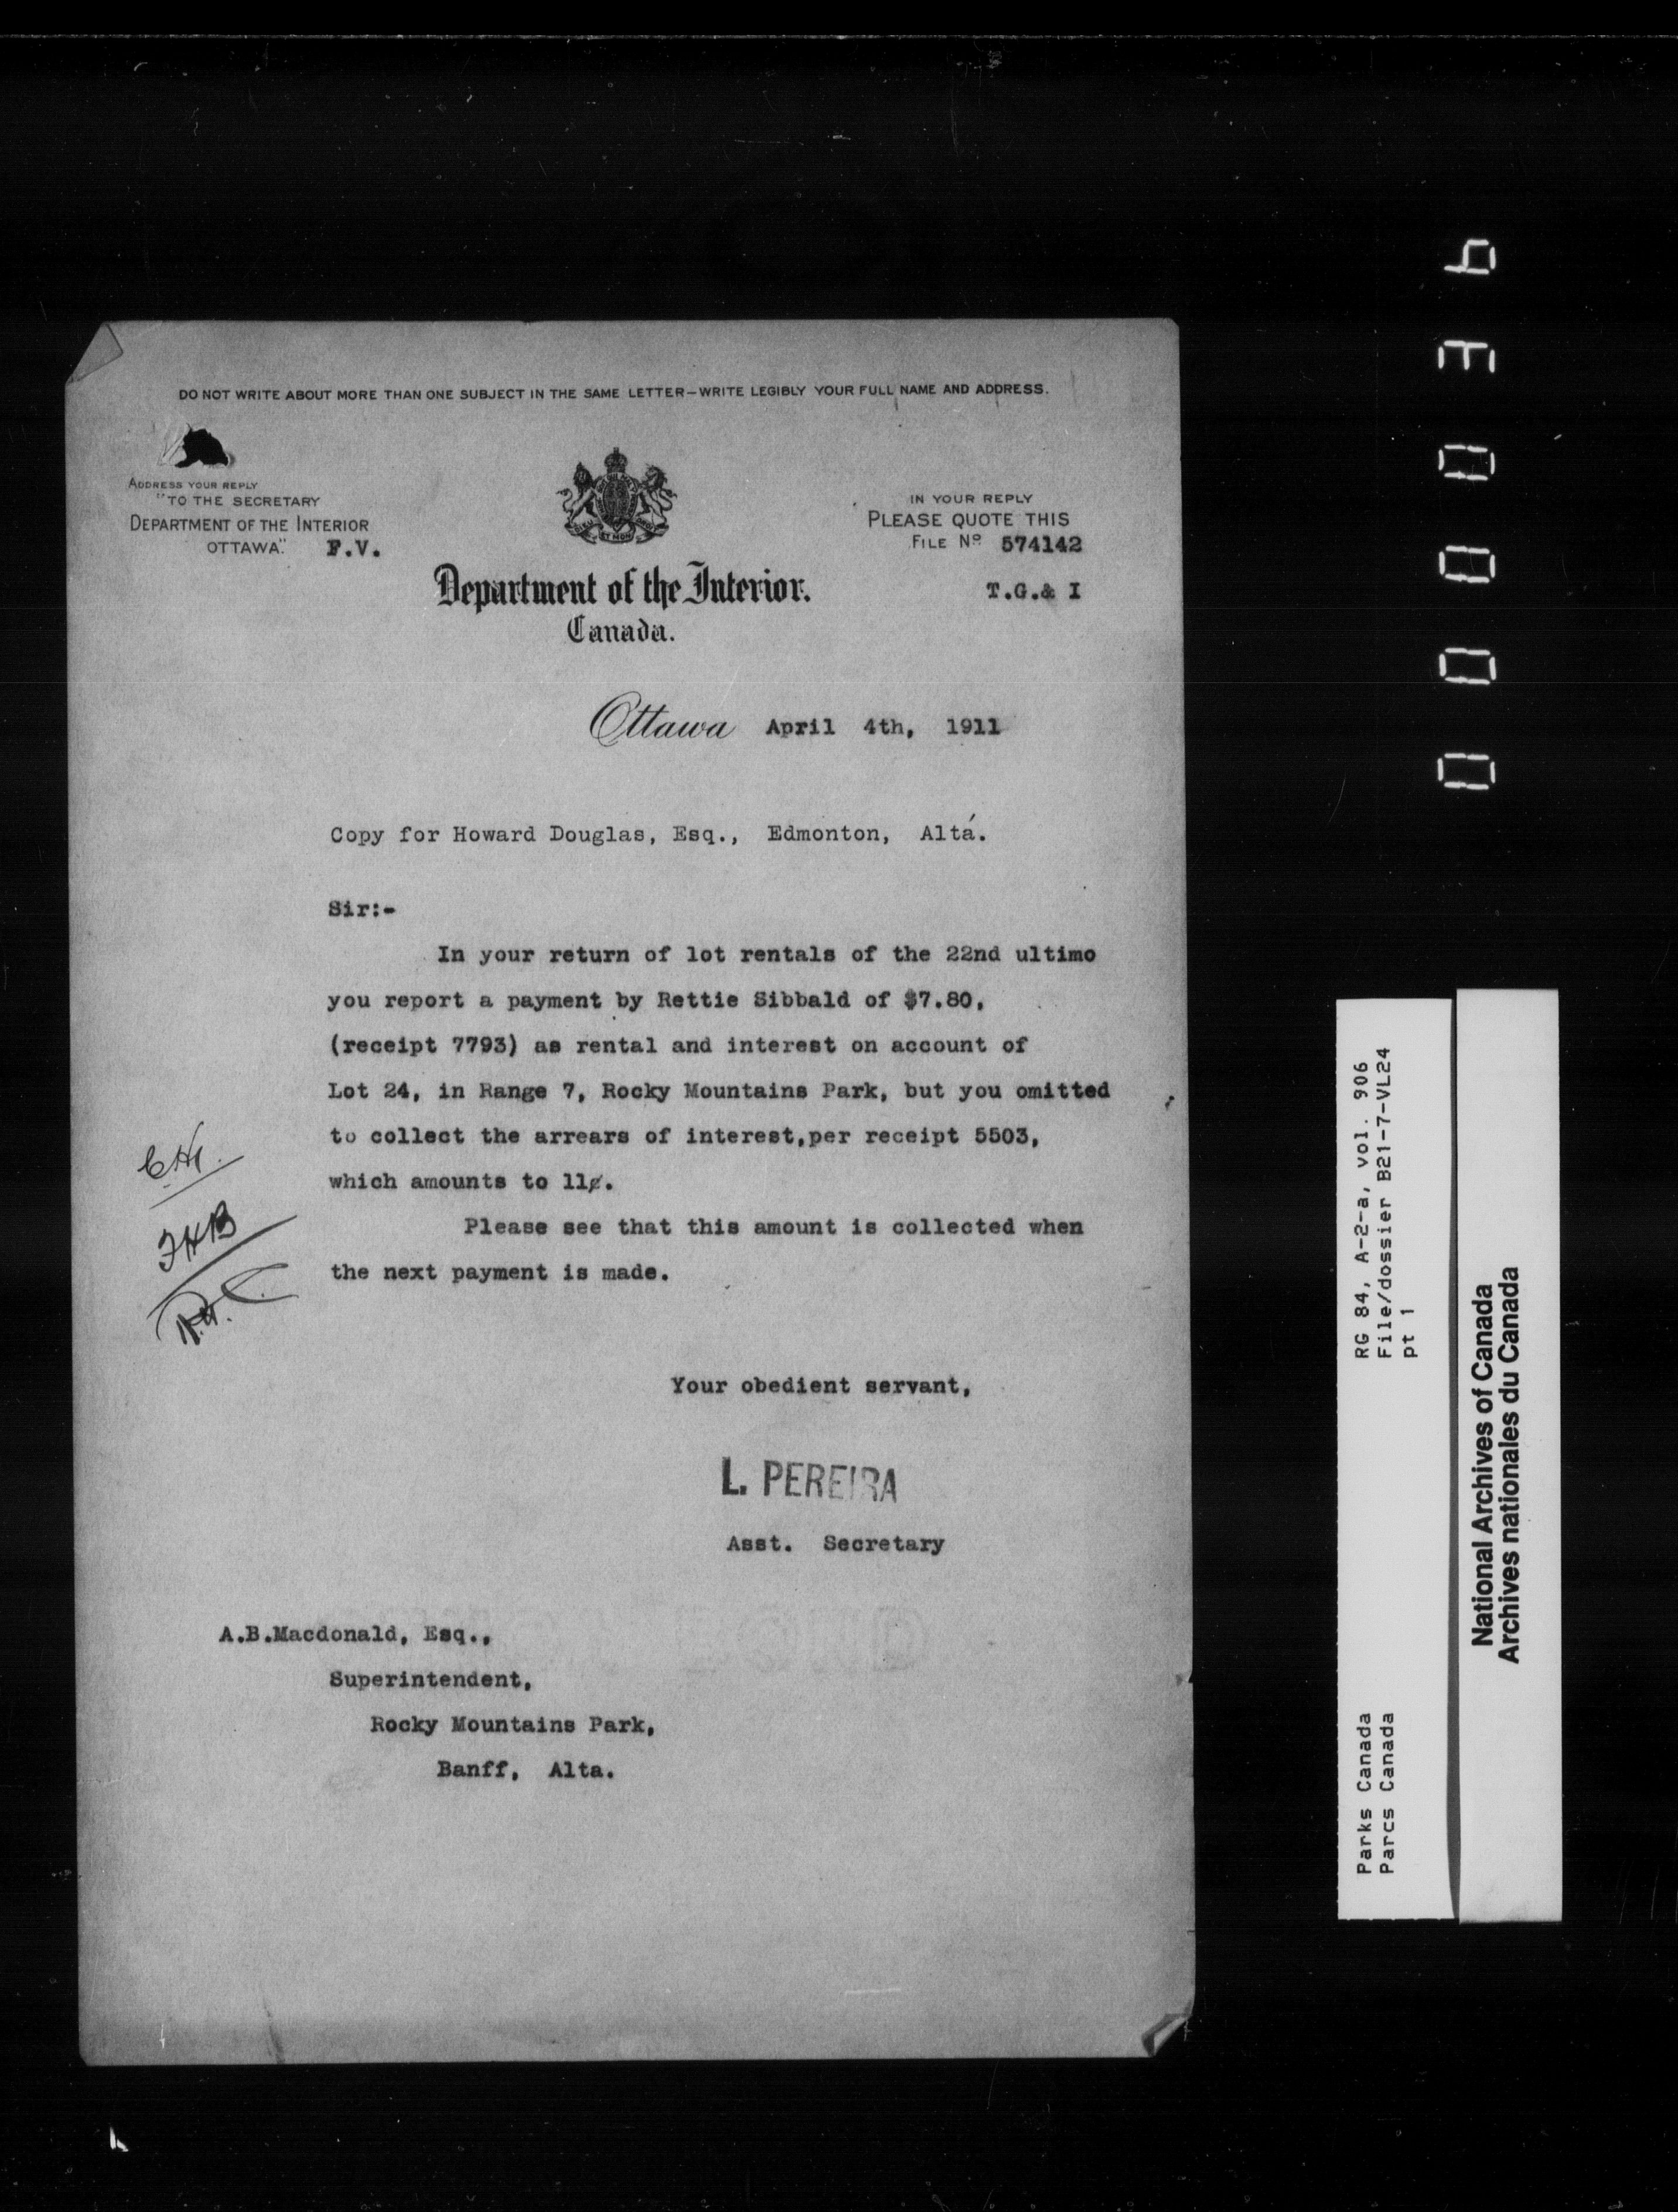 DO NOT WRITE ABOUT MORE THAN ONE SUBJECT IN THE SAME LETTER—WRITE LEGIBLY YOUR FULL NAME AND ADDRESS.
ADDRESS YOUR REPLY
"TO THE SECRETARY
DEPARTMENT OF THE INTERIOR
OTTAWA." F.V.
IN YOUR REPLY
PLEASE QUOTE THIS
FILE No 574142
T.G.& I
Department of the Interior.
Canada.
Ottawa April 4th, 1911
Copy for Howard Douglas, Esq., Edmonton, Alta.
Sir:-
In your return of lot rentals of the 22nd ultimo
you report a payment by Rettie Sibbald of $7.80,
(receipt 7793) as rental and interest on account of
Lot 24, in Range 7, Rocky Mountains Park, but you omitted
to collect the arrears of interest,per receipt 5503,
which amounts to 11¢.
Please see that this amount is collected when
the next payment is made.
Your obedient servant,
L. PEREIRA
Asst. Secretary
A.B.Macdonald, Esq.,
Superintendent,
Rocky Mountains Park,
Banff, Alta.
RG 84, A-2-a, vol. 906
File/dossier B21-7-VL24
pt 1
Parks Canada
Parcs Canada
National Archives of Canada
Archives nationales du Canada